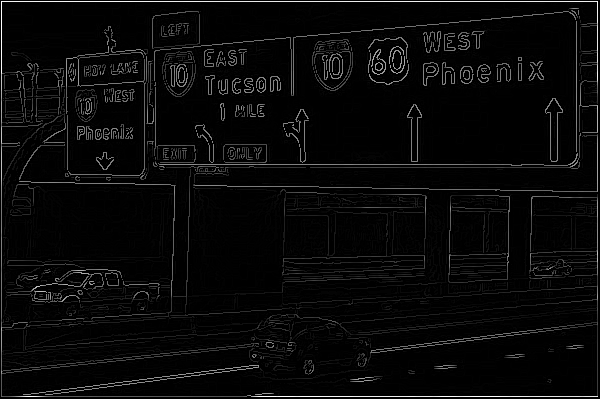 HOV LANE
10 WEST
Phoenix
LEFT
10 EAST
Tucson
1 MILE
EXIT ONLY
10 60 WEST
Phoenix